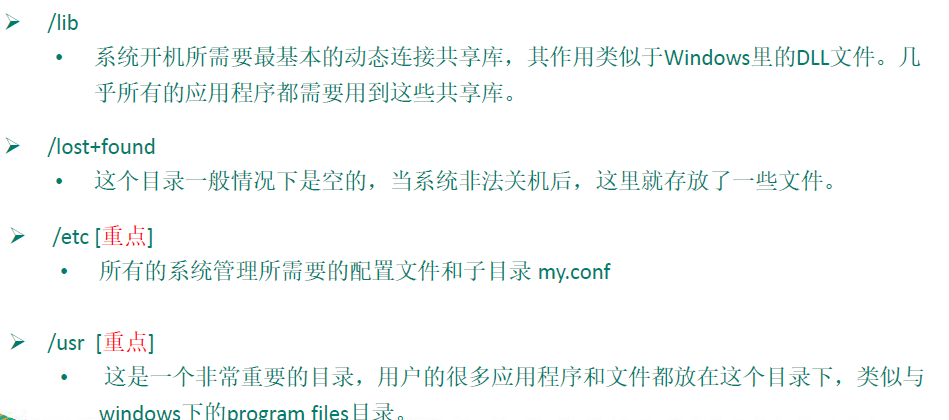 ➢ /lib
• 系统开机所需要最基本的动态连接共享库，其作用类似于Windows里的DLL文件。几
乎所有的应用程序都需要用到这些共享库。
➢ /lost+found
• 这个目录一般情况下是空的，当系统非法关机后，这里就存放了一些文件。
➢ /etc [重点]
• 所有的系统管理所需要的配置文件和子目录 my.conf
➢ /usr [重点]
• 这是一个非常重要的目录，用户的很多应用程序和文件都放在这个目录下，类似与
windows下的program files目录。